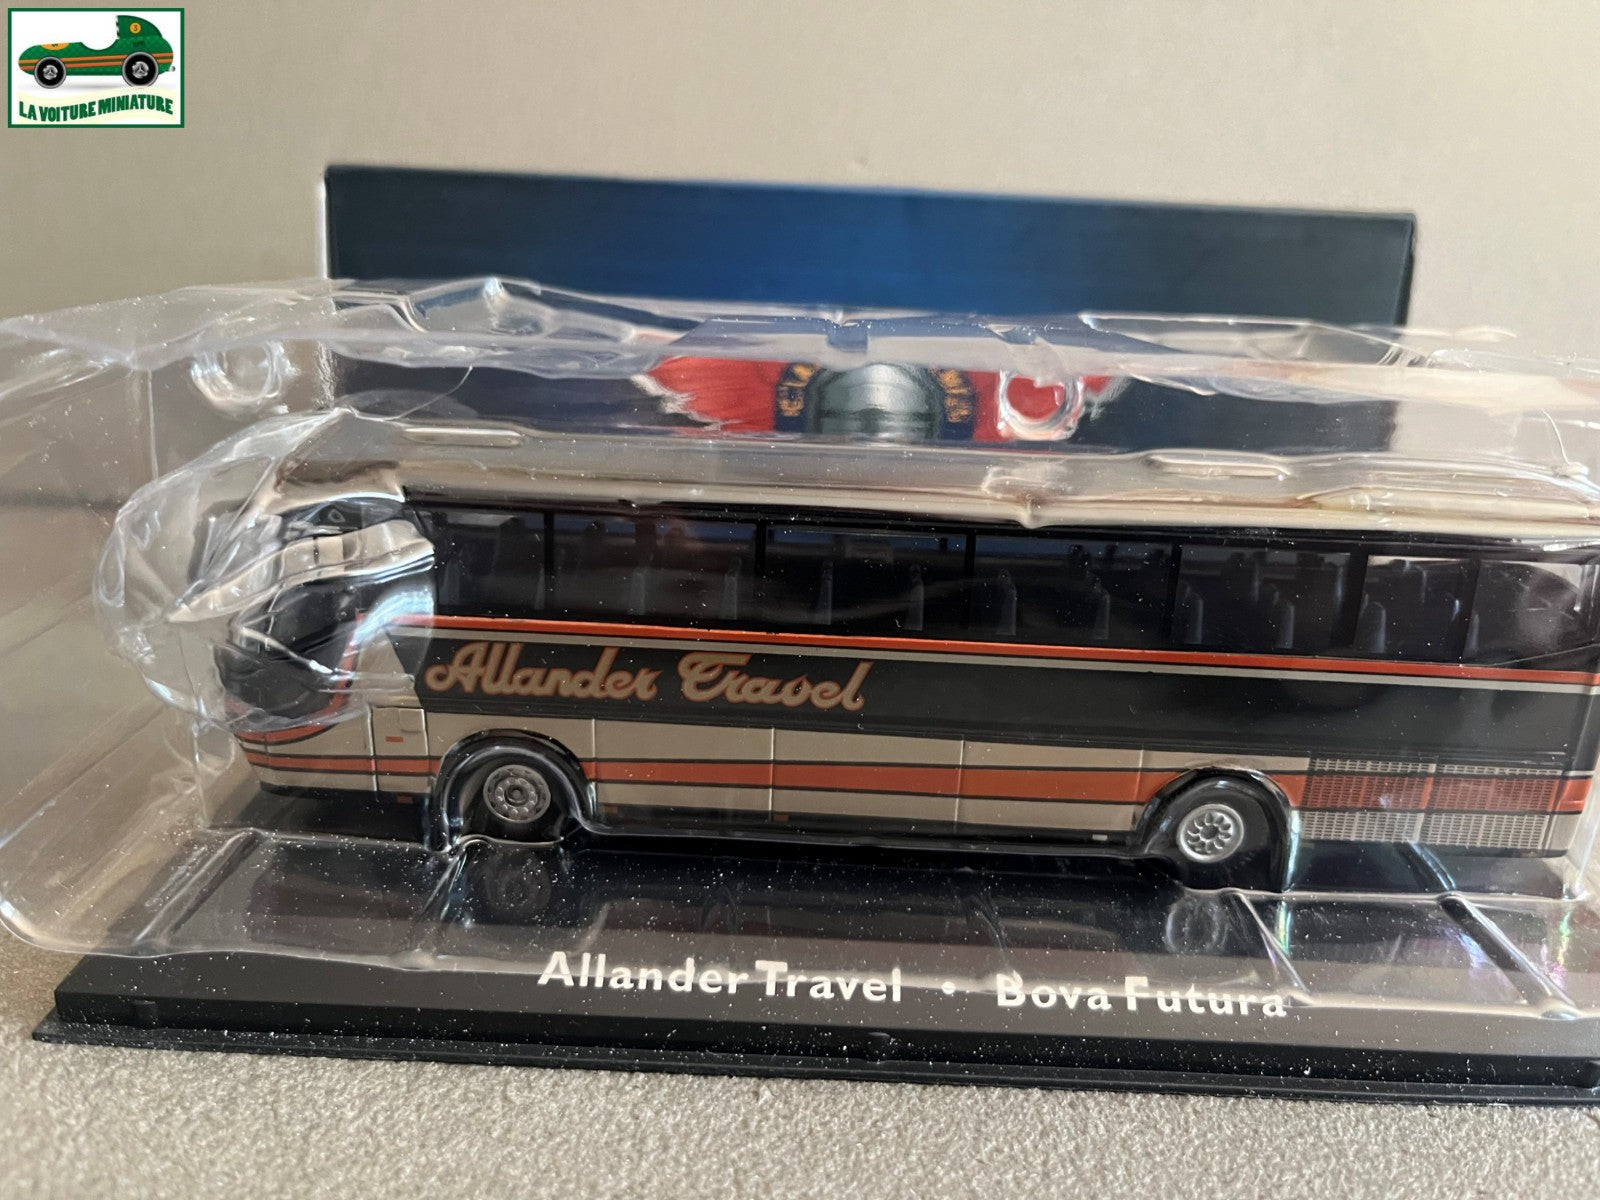 LA VOITURE MINIATURE
Allander Travel
Allander Travel • Bova Futura